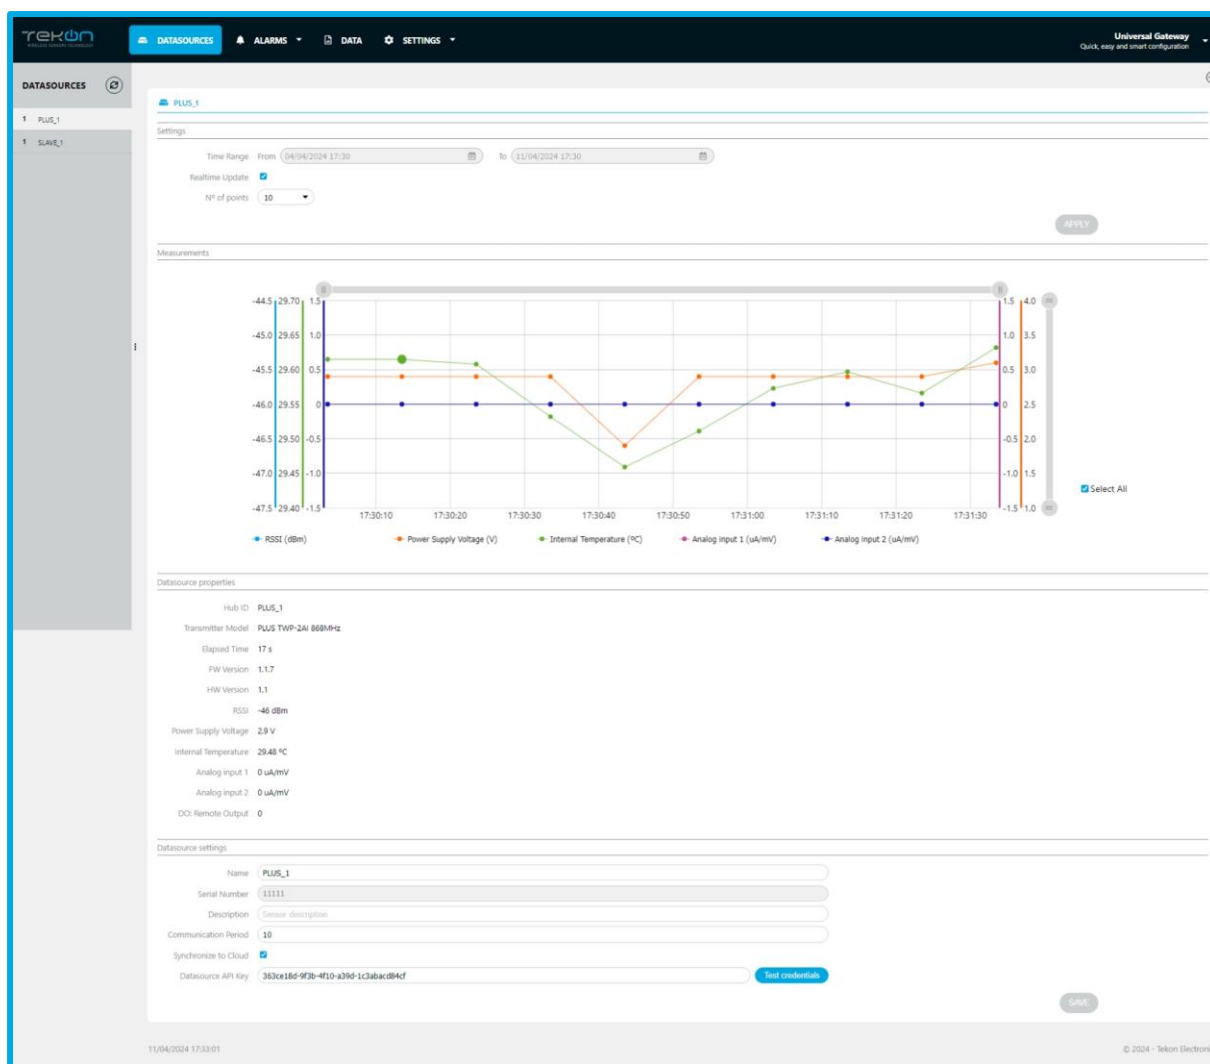 TEKON
WIRELESS SENSORS TECHNOLOGY
DATASOURCES ALARMS DATA SETTINGS
Universal Gateway
Quick, easy and smart configuration
DATASOURCES
1 PLUS_1
1 SLAVE_1
PLUS_1
Settings
Time Range From 04/04/2024 17:30 To 11/04/2024 17:30
Realtime Update
Nº of points 10
APPLY
Measurements
-44.5 29.70 1.5 1.5 4.0
-45.0 29.65 1.0 1.0 3.5
-45.5 29.60 0.5 0.5 3.0
-46.0 29.55 0 0 2.5
-46.5 29.50 -0.5 -0.5 2.0
-47.0 29.45 -1.0 -1.0 1.5
Select All
-47.5 29.40 -1.5 -1.5 1.0
17:30:10 17:30:20 17:30:30 17:30:40 17:30:50 17:31:00 17:31:10 17:31:20 17:31:30
RSSI (dBm) Power Supply Voltage (V) Internal Temperature (ºC) Analog input 1 (uA/mV) Analog input 2 (uA/mV)
Datasource properties
Hub ID PLUS_1
Transmitter Model PLUS TWP-2AI 868MHz
Elapsed Time 17 s
FW Version 1.1.7
HW Version 1.1
RSSI -46 dBm
Power Supply Voltage 2.9 V
Internal Temperature 29.48 ºC
Analog input 1 0 uA/mV
Analog input 2 0 uA/mV
DO: Remote Output 0
Datasource settings
Name PLUS_1
Serial Number 11111
Description Sensor description
Communication Period 10
Synchronize to Cloud
Datasource API Key 363ce18d-9f3b-4f10-a39d-1c3abacd84cf Test credentials
SAVE
11/04/2024 17:33:01
© 2024 - Tekon Electroni